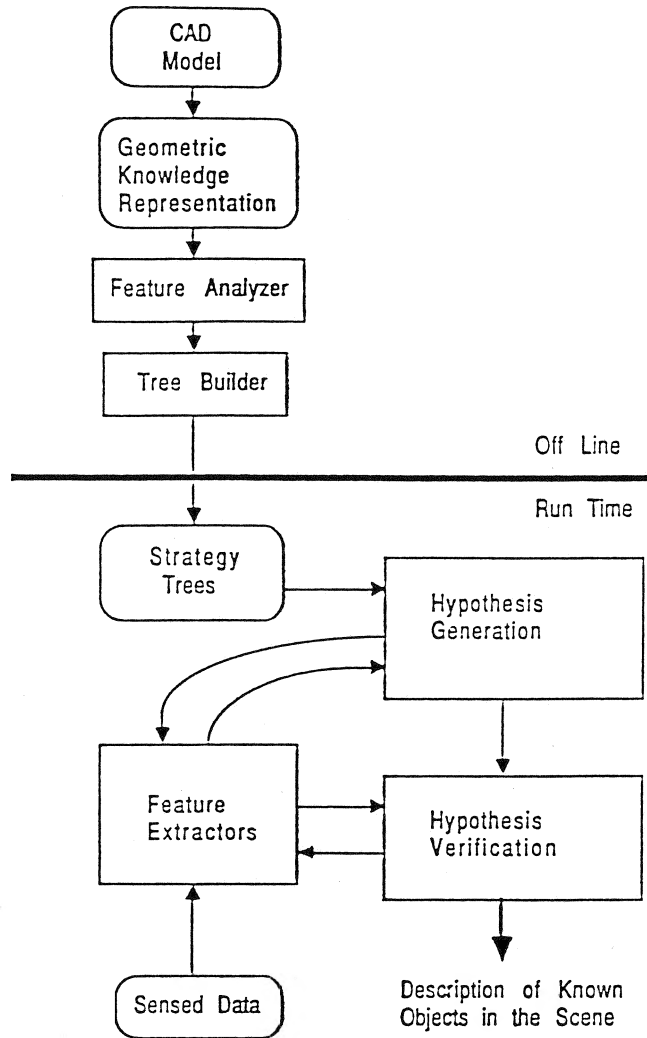 CAD
Model
Geometric
Knowledge
Representation
Feature Analyzer
Tree Builder
Off Line
Run Time
Strategy
Trees
Hypothesis
Generation
Feature
Extractors
Hypothesis
Verification
Sensed Data
Description of Known
Objects in the Scene